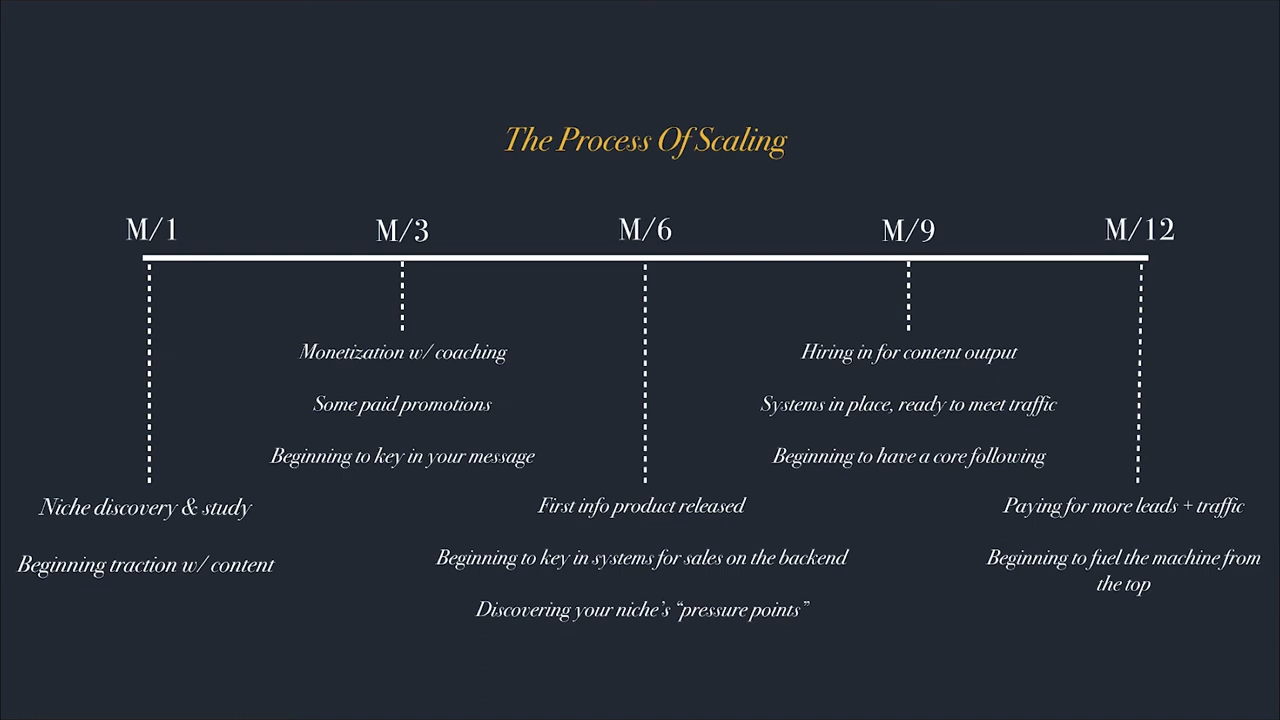 The Process Of Scaling
M/1
M/3
M/6
M/9
M/12
Niche discovery & study
Beginning traction w/ content
Monetization w/ coaching
Some paid promotions
Beginning to key in your message
First info product released
Beginning to key in systems for sales on the backend
Discovering your niche's “pressure points”
Hiring in for content output
Systems in place, ready to meet traffic
Beginning to have a core following
Paying for more leads + traffic
Beginning to fuel the machine from
the top